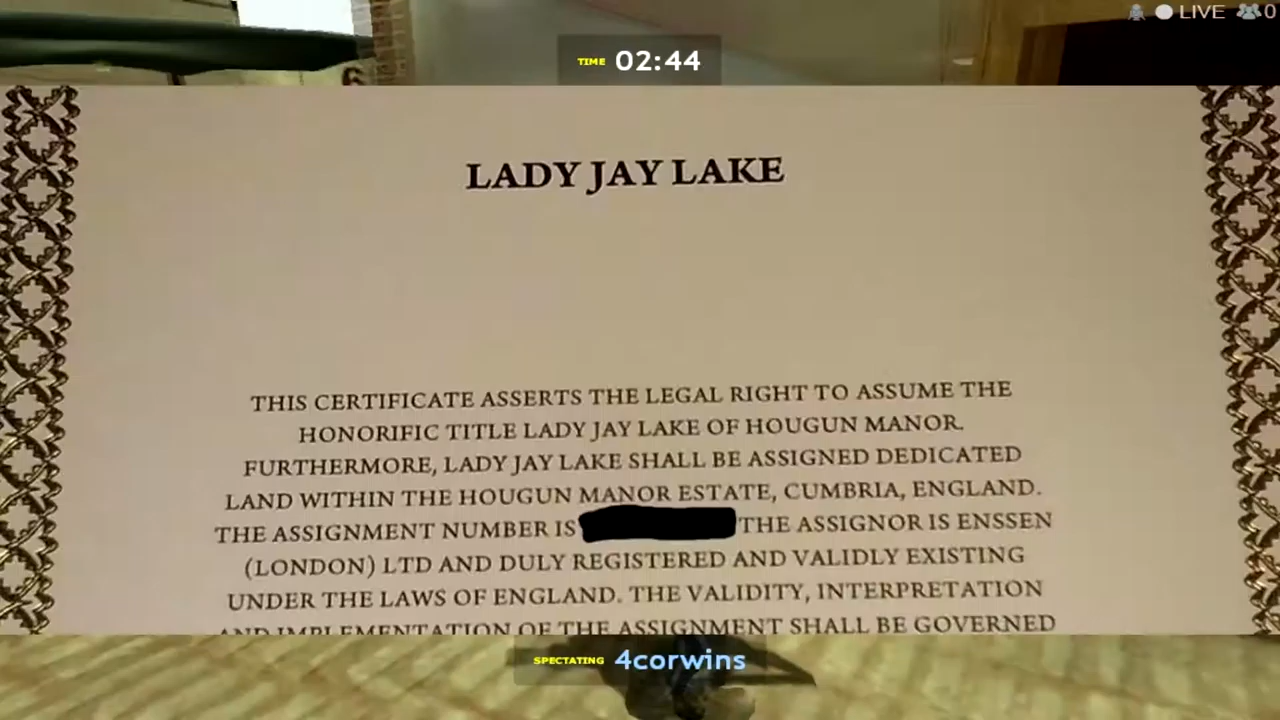 LIVE 0
TIME 02:44
6
LADY JAY LAKE
THIS CERTIFICATE ASSERTS THE LEGAL RIGHT TO ASSUME THE
HONORIFIC TITLE LADY JAY LAKE OF HOUGUN MANOR.
FURTHERMORE, LADY JAY LAKE SHALL BE ASSIGNED DEDICATED
LAND WITHIN THE HOUGUN MANOR ESTATE, CUMBRIA, ENGLAND.
THE ASSIGNMENT NUMBER IS THE ASSIGNOR IS ENSSEN
(LONDON) LTD AND DULY REGISTERED AND VALIDLY EXISTING
UNDER THE LAWS OF ENGLAND. THE VALIDITY, INTERPRETATION
AND IMPLEMENTATION OF THE ASSIGNMENT SHALL BE GOVERNED
SPECTATING 4corwins